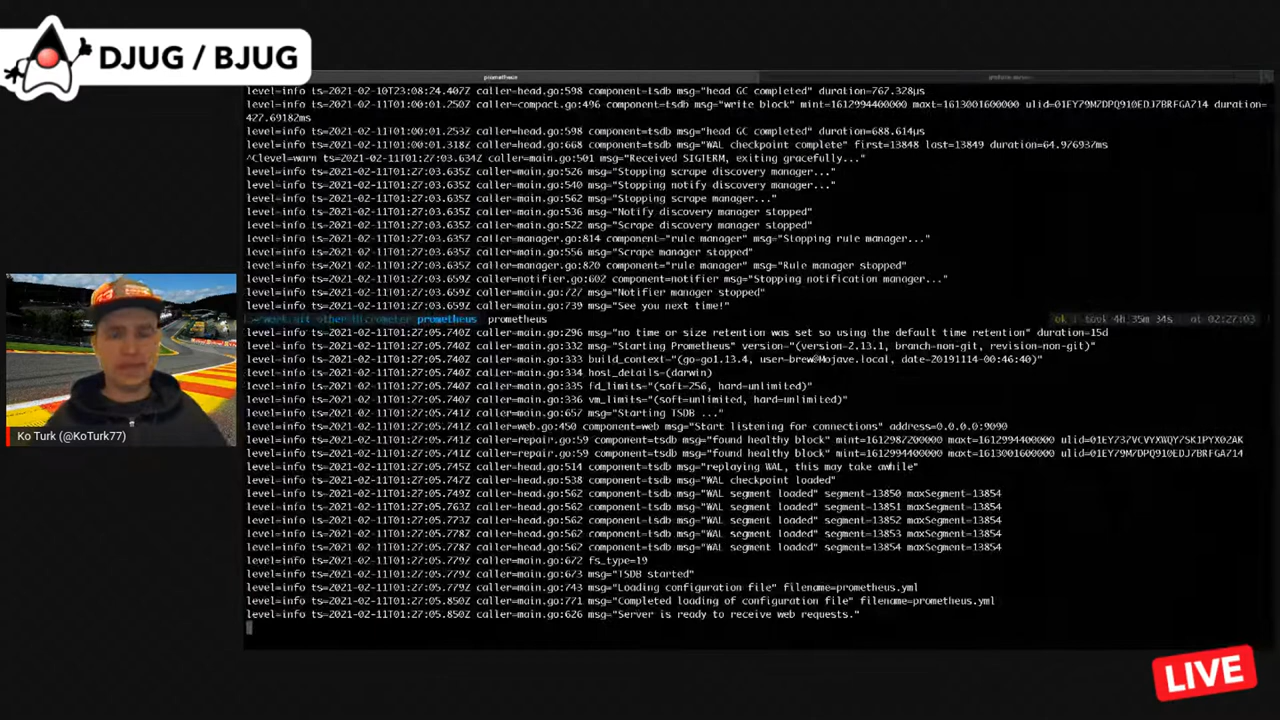 DJUG / BJUG
prometheus
level=info ts=2021-02-10T23:08:24.407Z caller=head.go:598 component=tsdb msg="head GC completed" duration=767.328µs
level=info ts=2021-02-11T01:00:01.250Z caller=compact.go:496 component=tsdb msg="write block" mint=1612994400000 maxt=1613001600000 ulid=01EY79M7DPQ910EDJ7BRFGA714 duration=
427.69182ms
level=info ts=2021-02-11T01:00:01.253Z caller=head.go:598 component=tsdb msg="head GC completed" duration=688.614µs
level=info ts=2021-02-11T01:00:01.318Z caller=head.go:668 component=tsdb msg="WAL checkpoint complete" first=13848 last=13849 duration=64.976937ms
^Clevel=warn ts=2021-02-11T01:27:03.634Z caller=main.go:501 msg="Received SIGTERM, exiting gracefully..."
level=info ts=2021-02-11T01:27:03.635Z caller=main.go:526 msg="Stopping scrape discovery manager..."
level=info ts=2021-02-11T01:27:03.635Z caller=main.go:540 msg="Stopping notify discovery manager..."
level=info ts=2021-02-11T01:27:03.635Z caller=main.go:562 msg="Stopping scrape manager..."
level=info ts=2021-02-11T01:27:03.635Z caller=main.go:536 msg="Notify discovery manager stopped"
level=info ts=2021-02-11T01:27:03.635Z caller=main.go:522 msg="Scrape discovery manager stopped"
level=info ts=2021-02-11T01:27:03.635Z caller=manager.go:814 component="rule manager" msg="Stopping rule manager..."
level=info ts=2021-02-11T01:27:03.635Z caller=main.go:556 msg="Scrape manager stopped"
level=info ts=2021-02-11T01:27:03.635Z caller=manager.go:820 component="rule manager" msg="Rule manager stopped"
level=info ts=2021-02-11T01:27:03.659Z caller=notifier.go:602 component=notifier msg="Stopping notification manager..."
level=info ts=2021-02-11T01:27:03.659Z caller=main.go:727 msg="Notifier manager stopped"
level=info ts=2021-02-11T01:27:03.659Z caller=main.go:739 msg="See you next time!"
prometheus prometheus ok took 4h 35m 34s at 02:27:03
level=info ts=2021-02-11T01:27:05.740Z caller=main.go:296 msg="no time or size retention was set so using the default time retention" duration=15d
level=info ts=2021-02-11T01:27:05.740Z caller=main.go:332 msg="Starting Prometheus" version="(version=2.13.1, branch=non-git, revision=non-git)"
level=info ts=2021-02-11T01:27:05.740Z caller=main.go:333 build_context="(go=go1.13.4, user=brew@Mojave.local, date=20191114-00:46:40)"
level=info ts=2021-02-11T01:27:05.740Z caller=main.go:334 host_details=(darwin)
level=info ts=2021-02-11T01:27:05.740Z caller=main.go:335 fd_limits="(soft=256, hard=unlimited)"
level=info ts=2021-02-11T01:27:05.740Z caller=main.go:336 vm_limits="(soft=unlimited, hard=unlimited)"
level=info ts=2021-02-11T01:27:05.741Z caller=main.go:657 msg="Starting TSDB ..."
level=info ts=2021-02-11T01:27:05.741Z caller=web.go:450 component=web msg="Start listening for connections" address=0.0.0.0:9090
level=info ts=2021-02-11T01:27:05.741Z caller=repair.go:59 component=tsdb msg="found healthy block" mint=1612987200000 maxt=1612994400000 ulid=01EY737VCVYXWQY7SK1PYX02AK
level=info ts=2021-02-11T01:27:05.741Z caller=repair.go:59 component=tsdb msg="found healthy block" mint=1612994400000 maxt=1613001600000 ulid=01EY79M7DPQ910EDJ7BRFGA714
level=info ts=2021-02-11T01:27:05.745Z caller=head.go:514 component=tsdb msg="replaying WAL, this may take awhile"
level=info ts=2021-02-11T01:27:05.747Z caller=head.go:538 component=tsdb msg="WAL checkpoint loaded"
level=info ts=2021-02-11T01:27:05.749Z caller=head.go:562 component=tsdb msg="WAL segment loaded" segment=13850 maxSegment=13854
level=info ts=2021-02-11T01:27:05.763Z caller=head.go:562 component=tsdb msg="WAL segment loaded" segment=13851 maxSegment=13854
level=info ts=2021-02-11T01:27:05.773Z caller=head.go:562 component=tsdb msg="WAL segment loaded" segment=13852 maxSegment=13854
level=info ts=2021-02-11T01:27:05.778Z caller=head.go:562 component=tsdb msg="WAL segment loaded" segment=13853 maxSegment=13854
level=info ts=2021-02-11T01:27:05.778Z caller=head.go:562 component=tsdb msg="WAL segment loaded" segment=13854 maxSegment=13854
level=info ts=2021-02-11T01:27:05.779Z caller=main.go:672 fs_type=19
level=info ts=2021-02-11T01:27:05.779Z caller=main.go:673 msg="TSDB started"
level=info ts=2021-02-11T01:27:05.779Z caller=main.go:743 msg="Loading configuration file" filename=prometheus.yml
level=info ts=2021-02-11T01:27:05.850Z caller=main.go:771 msg="Completed loading of configuration file" filename=prometheus.yml
level=info ts=2021-02-11T01:27:05.850Z caller=main.go:626 msg="Server is ready to receive web requests."
Ko Turk (@KoTurk77)
LIVE